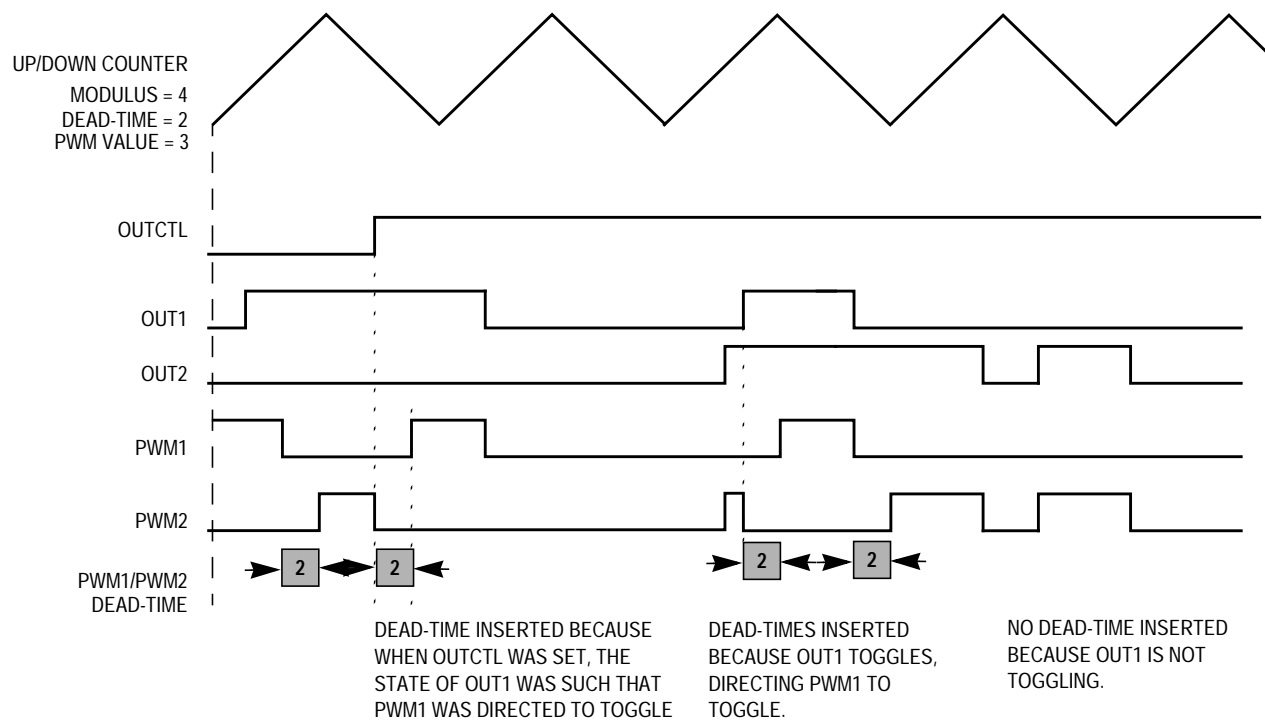 UP/DOWN COUNTER
MODULUS = 4
DEAD-TIME = 2
PWM VALUE = 3
OUTCTL
OUT1
OUT2
PWM1
PWM2
PWM1/PWM2
DEAD-TIME
2
2
2
2
DEAD-TIME INSERTED BECAUSE
WHEN OUTCTL WAS SET, THE
STATE OF OUT1 WAS SUCH THAT
PWM1 WAS DIRECTED TO TOGGLE
DEAD-TIMES INSERTED
BECAUSE OUT1 TOGGLES,
DIRECTING PWM1 TO
TOGGLE.
NO DEAD-TIME INSERTED
BECAUSE OUT1 IS NOT
TOGGLING.